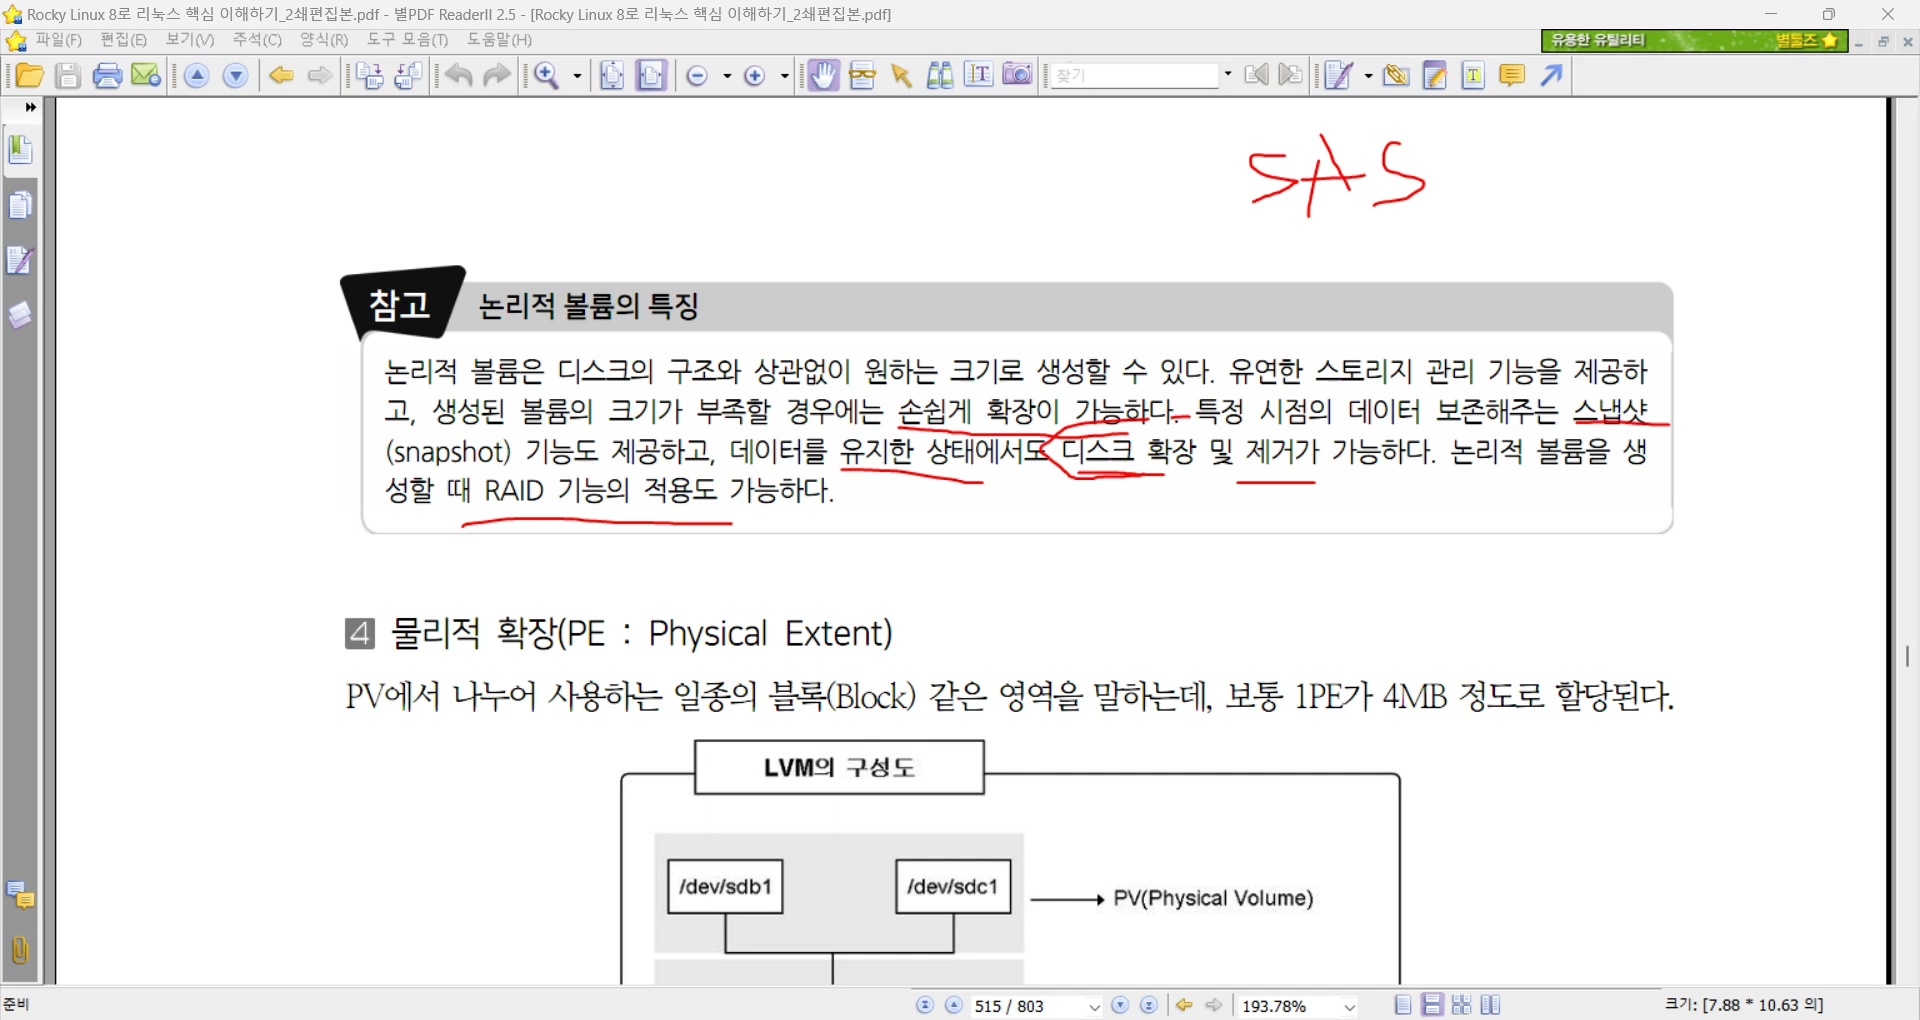 Rocky Linux 8로 리눅스 핵심 이해하기_2쇄편집본.pdf - 별PDF ReaderII 2.5 - [Rocky Linux 8로 리눅스 핵심 이해하기_2쇄편집본.pdf]
파일(F) 편집(E) 보기(V) 주석(C) 양식(R) 도구 모음(T) 도움말(H)
유용한 유틸리티 별툴즈
찾기
SAS
참고 논리적 볼륨의 특징
논리적 볼륨은 디스크의 구조와 상관없이 원하는 크기로 생성할 수 있다. 유연한 스토리지 관리 기능을 제공하
고, 생성된 볼륨의 크기가 부족할 경우에는 손쉽게 확장이 가능하다. 특정 시점의 데이터 보존해주는 스냅샷
(snapshot) 기능도 제공하고, 데이터를 유지한 상태에서도 디스크 확장 및 제거가 가능하다. 논리적 볼륨을 생
성할 때 RAID 기능의 적용도 가능하다.
4 물리적 확장(PE : Physical Extent)
PV에서 나누어 사용하는 일종의 블록(Block) 같은 영역을 말하는데, 보통 1PE가 4MB 정도로 할당된다.
LVM의 구성도
/dev/sdb1 /dev/sdc1 PV(Physical Volume)
준비 515 / 803 193.78% 크기: [7.88 * 10.63 의]